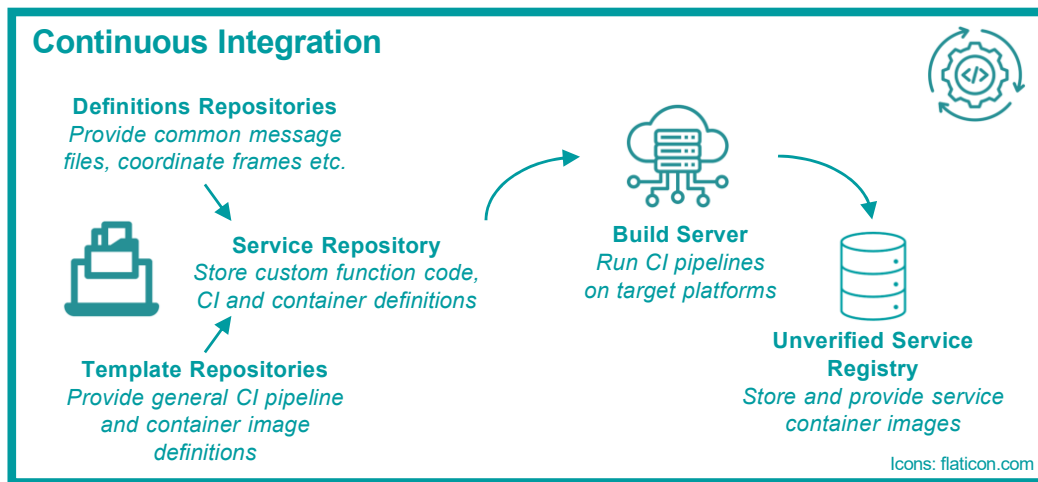 Continuous Integration
</>
Definitions Repositories
Provide common message
files, coordinate frames etc.
Service Repository
Store custom function code,
CI and container definitions
Template Repositories
Provide general CI pipeline
and container image
definitions
Build Server
Run CI pipelines
on target platforms
Unverified Service
Registry
Store and provide service
container images
Icons: flaticon.com